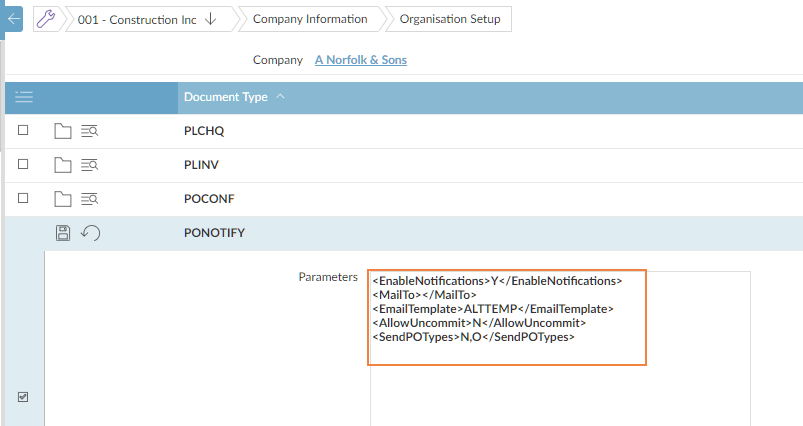 001 - Construction Inc
Company Information
Organisation Setup
Company A Norfolk & Sons
Document Type
PLCHQ
PLINV
POCONF
PONOTIFY
Parameters
<EnableNotifications>Y</EnableNotifications>
<MailTo></MailTo>
<EmailTemplate>ALTTEMP</EmailTemplate>
<AllowUncommit>N</AllowUncommit>
<SendPOTypes>N,O</SendPOTypes>